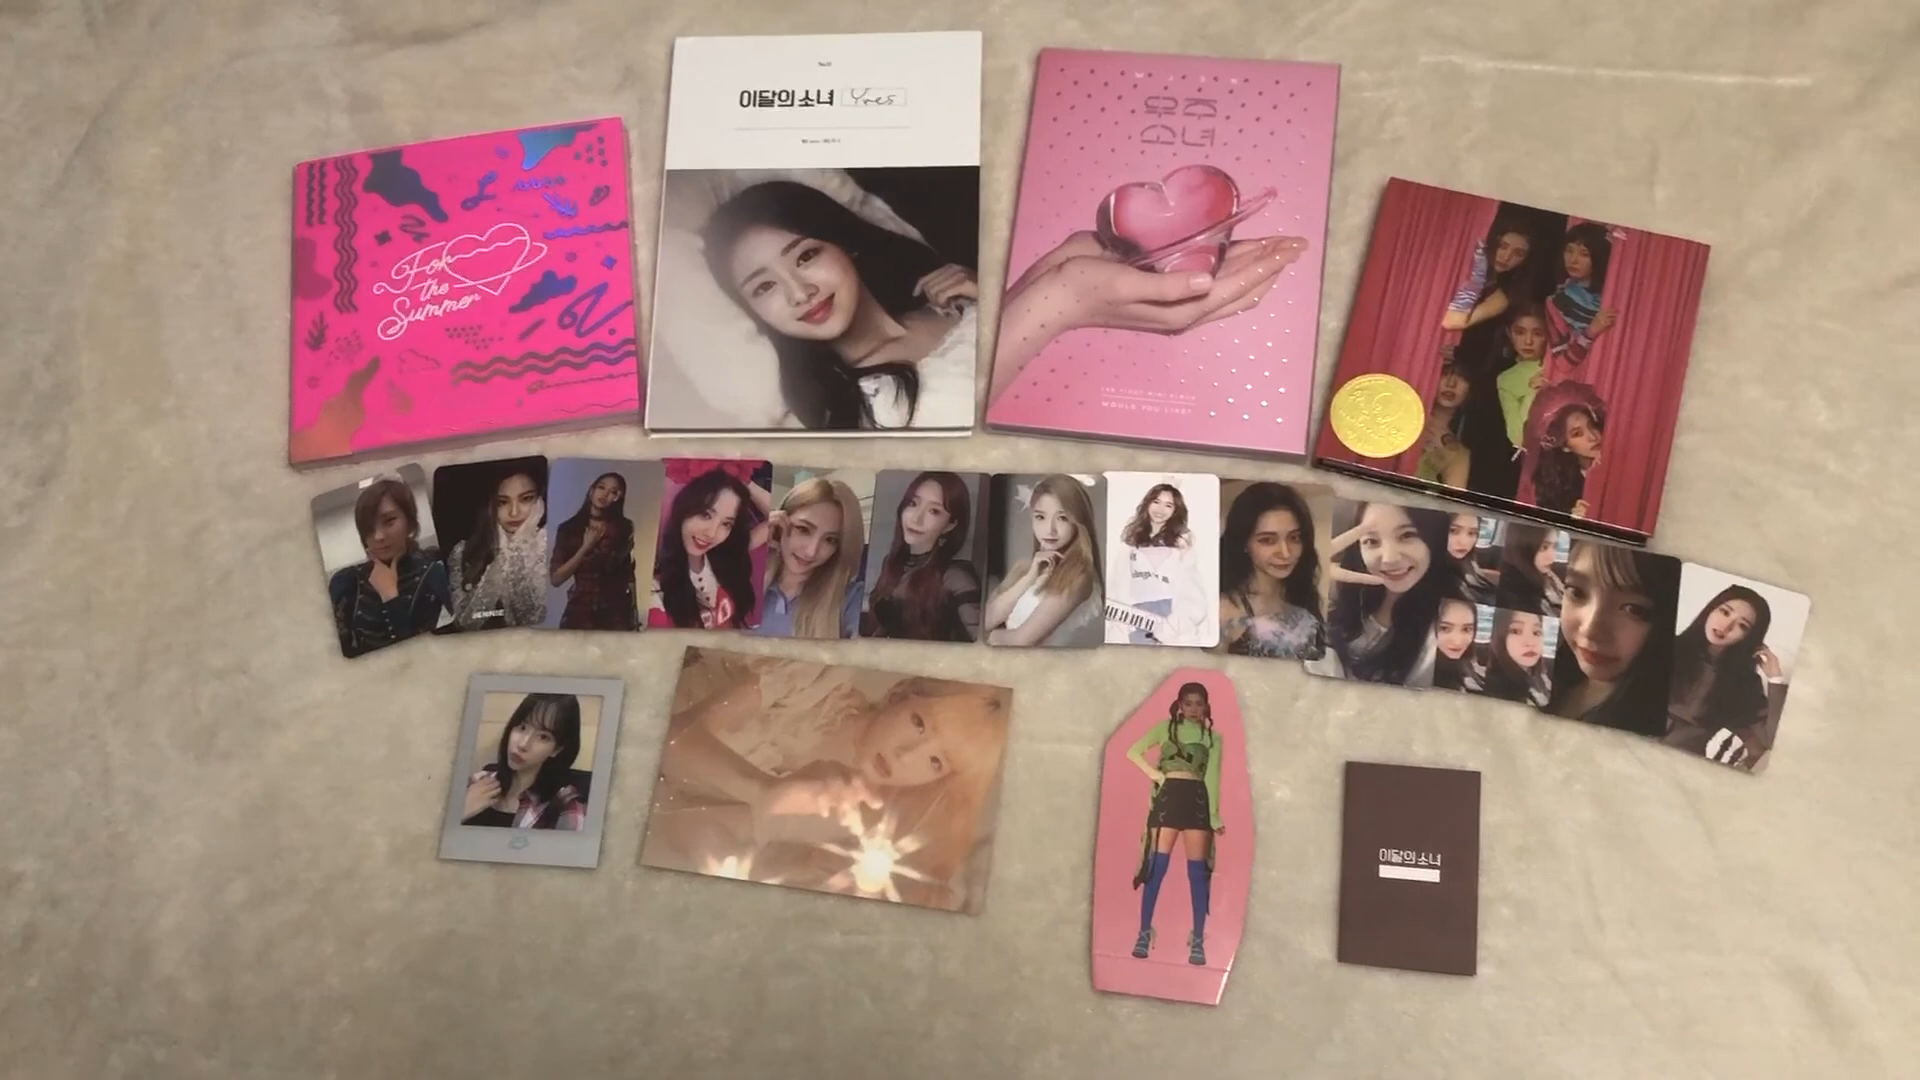 For
the
Summer
이달의 소녀 Yves
WJSN
우주
소녀
THE FIRST MINI ALBUM
WOULD YOU LIKE?
JENNIE
이달의 소녀